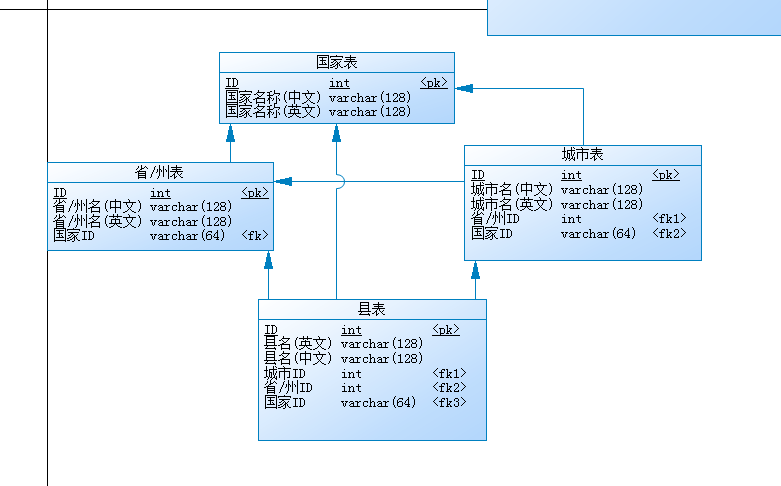 国家表
ID int <pk>
国家名称(中文) varchar(128)
国家名称(英文) varchar(128)
省/州表
ID int <pk>
省/州名(中文) varchar(128)
省/州名(英文) varchar(128)
国家ID varchar(64) <fk>
城市表
ID int <pk>
城市名(中文) varchar(128)
城市名(英文) varchar(128)
省/州ID int <fk1>
国家ID varchar(64) <fk2>
县表
ID int <pk>
县名(英文) varchar(128)
县名(中文) varchar(128)
城市ID int <fk1>
省/州ID int <fk2>
国家ID varchar(64) <fk3>